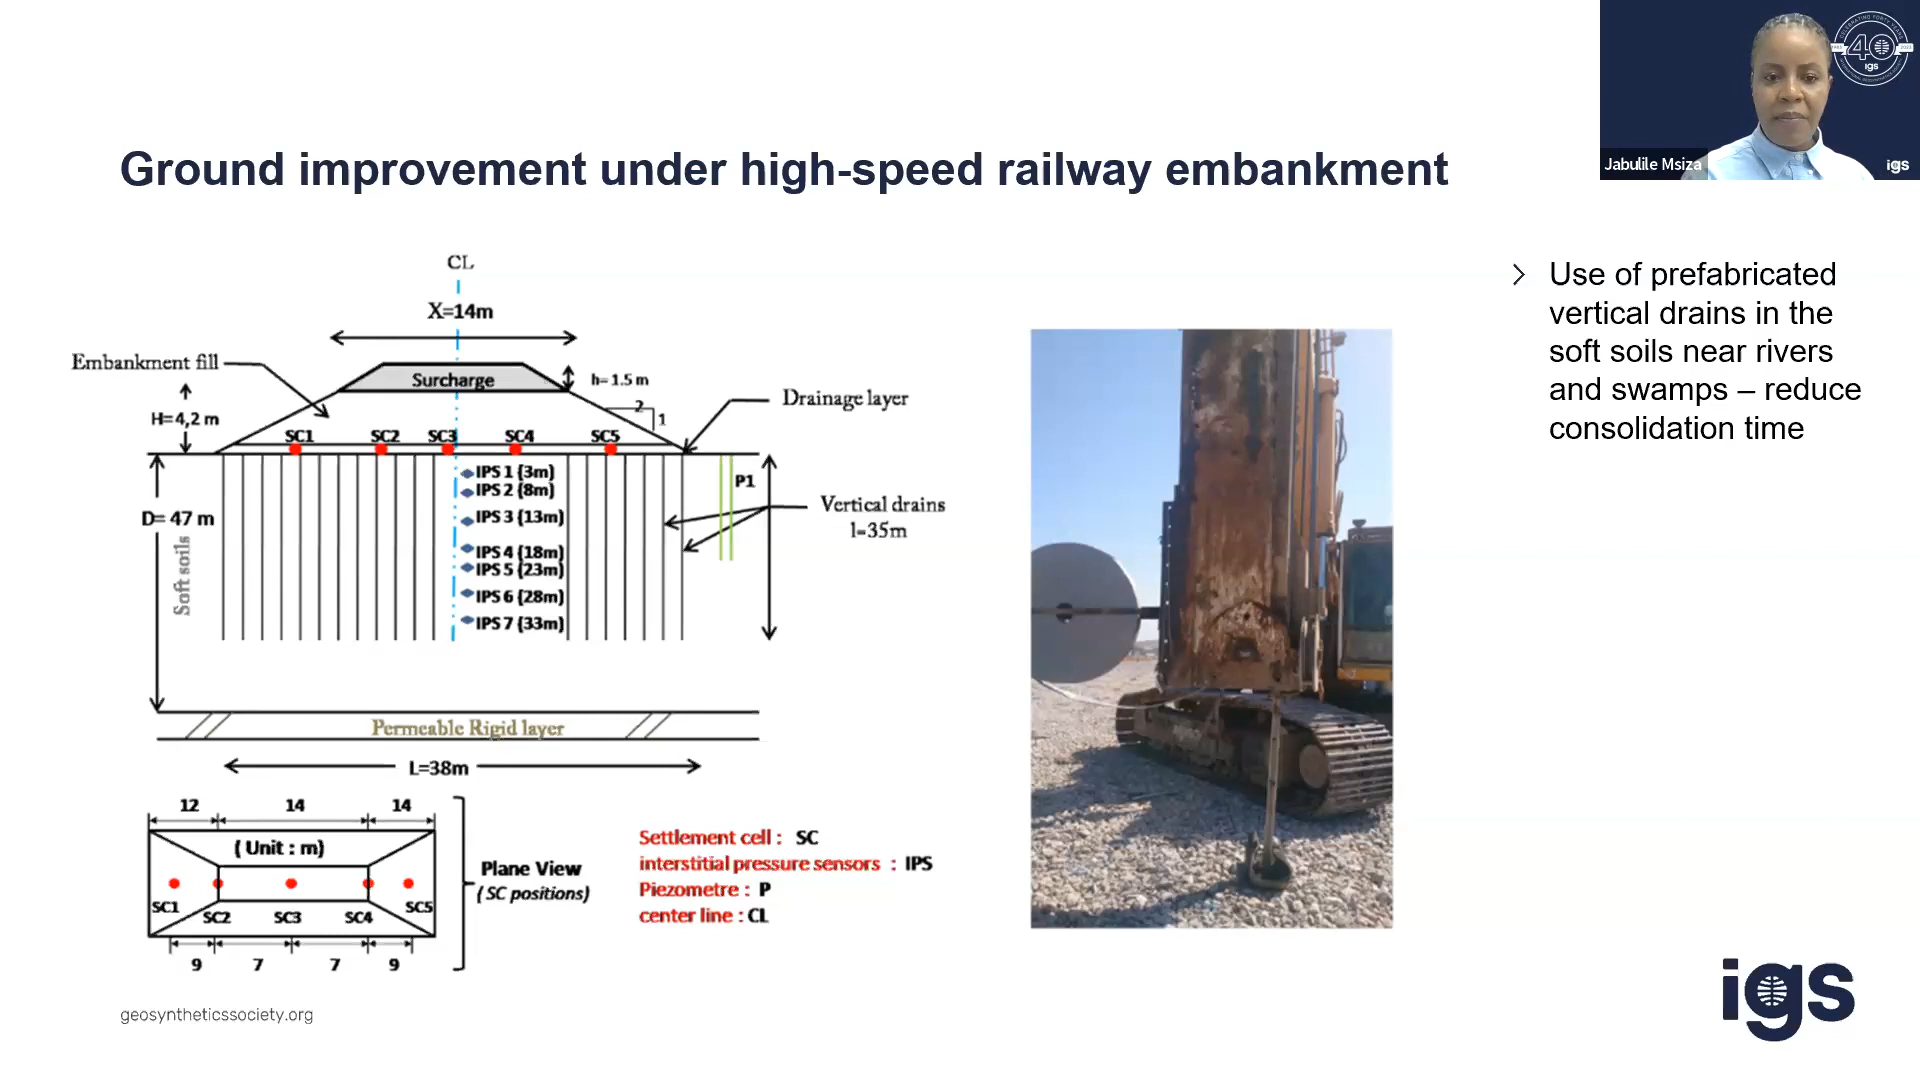 40
igs
Jabulile Msiza
igs
Ground improvement under high-speed railway embankment
Use of prefabricated
vertical drains in the
soft soils near rivers
and swamps – reduce
consolidation time
CL
X=14m
Embankment fill
Surcharge
h= 1.5 m
H=4,2 m
2
1
Drainage layer
SC1 SC2 SC3 SC4 SC5
IPS 1 (3m)
IPS 2 (8m)
IPS 3 (13m)
IPS 4 (18m)
IPS 5 (23m)
IPS 6 (28m)
IPS 7 (33m)
P1
D= 47 m
Soft soils
Vertical drains
l=35m
Permeable Rigid layer
L=38m
12 14 14
( Unit : m)
SC1 SC2 SC3 SC4 SC5
9 7 7 9
Plane View
( SC positions)
Settlement cell : SC
interstitial pressure sensors : IPS
Piezometre : P
center line : CL
geosyntheticssociety.org
igs